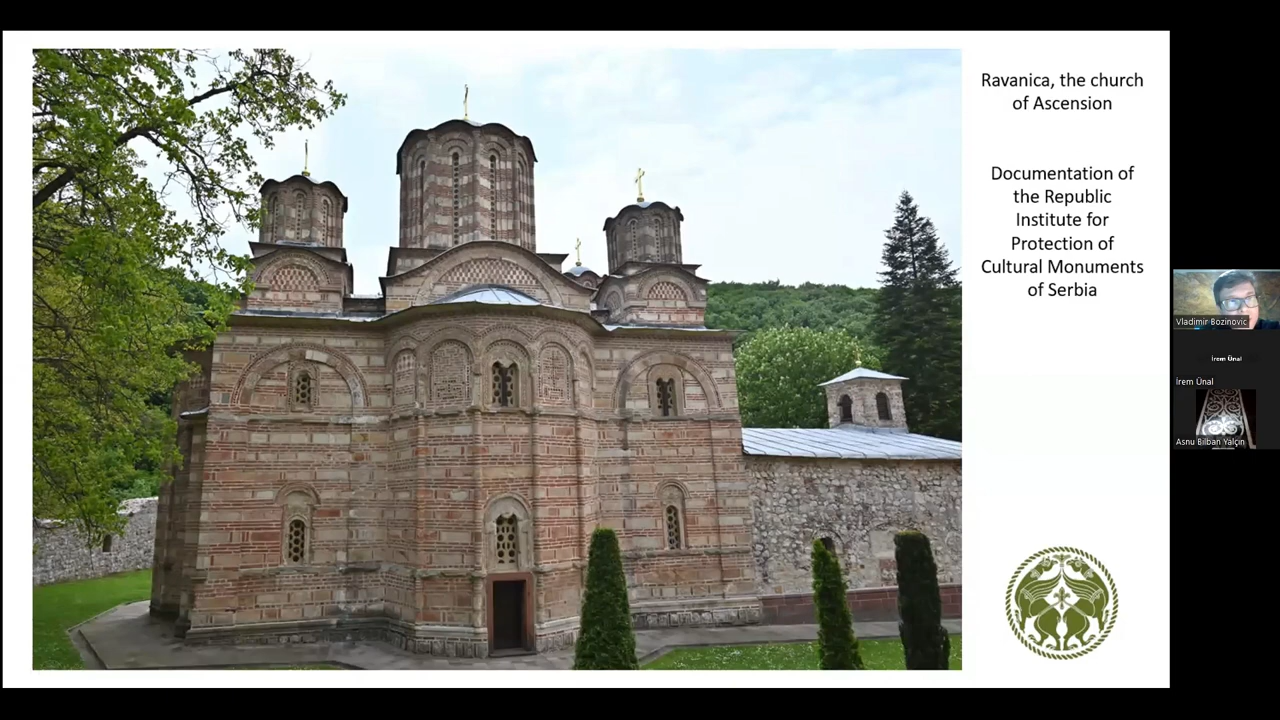 Ravanica, the church
of Ascension
Documentation of
the Republic
Institute for
Protection of
Cultural Monuments
of Serbia
Vladimir Bozinovic
İrem Ünal
İrem Ünal
Asnu Bilban Yalçın